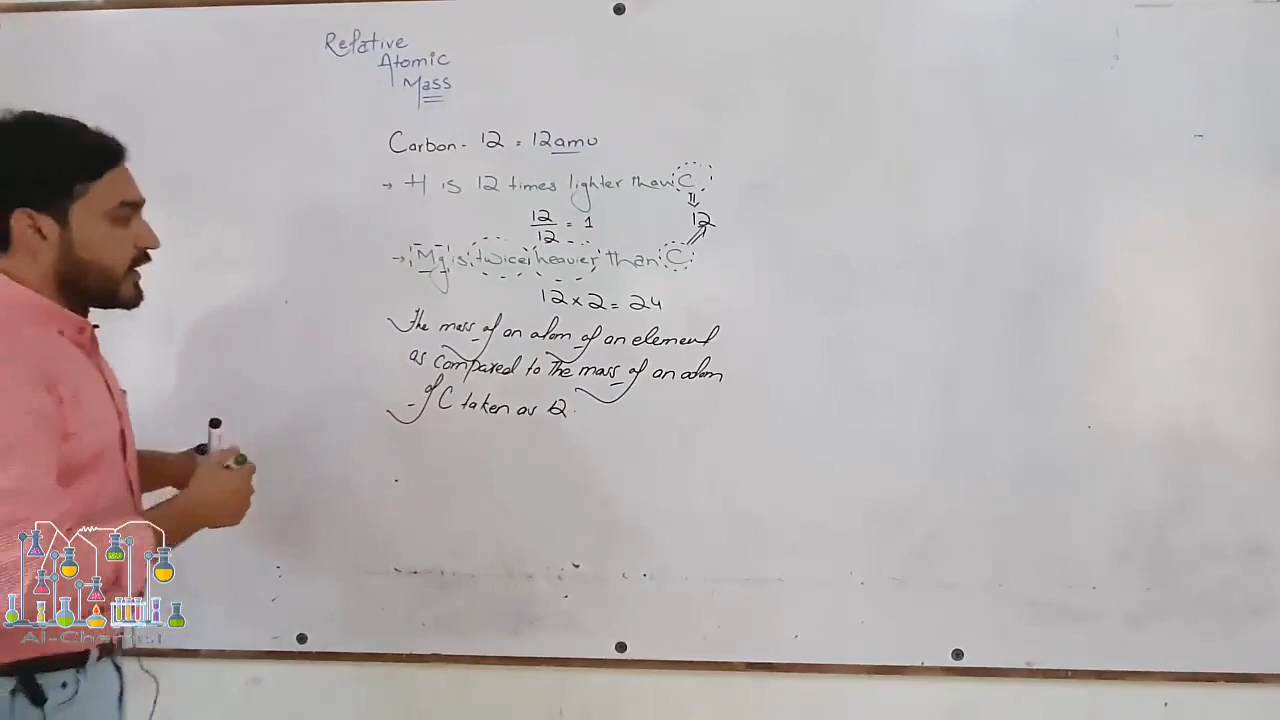 Relative
Atomic
Mass
Carbon - 12 = 12amu
→ H is 12 times lighter than C
12/12 = 1
12
→ Mg is twice heavier than C
12 × 2 = 24
The mass of an atom of an element
as compared to the mass of an atom
of C taken as 12.
Al-Chemist